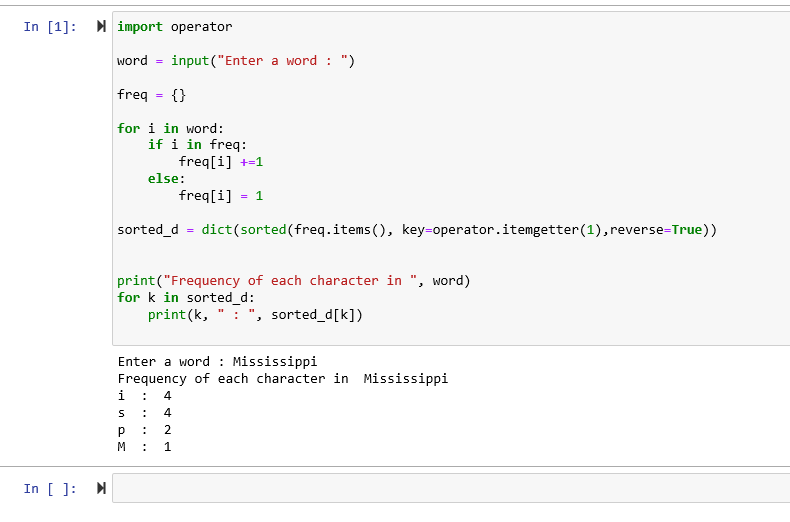 In [1]: import operator
word = input("Enter a word : ")
freq = {}
for i in word:
    if i in freq:
        freq[i] +=1
    else:
        freq[i] = 1
sorted_d = dict(sorted(freq.items(), key=operator.itemgetter(1),reverse=True))
print("Frequency of each character in ", word)
for k in sorted_d:
    print(k, " : ", sorted_d[k])
Enter a word : Mississippi
Frequency of each character in  Mississippi
i  :  4
s  :  4
p  :  2
M  :  1
In [ ]: